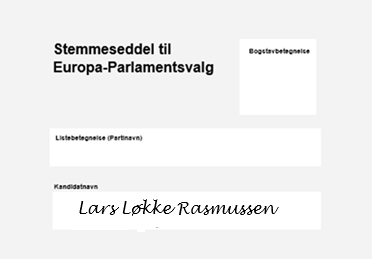 Stemmeseddel til
Europa-Parlamentsvalg
Bogstavbetegnelse
Listebetegnelse (Partinavn)
Kandidatnavn
Lars Løkke Rasmussen